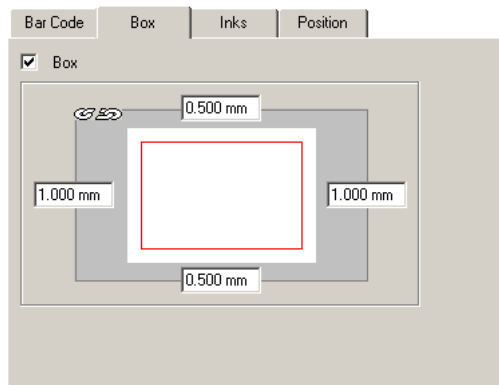 Bar Code Box Inks Position
Box
0.500 mm
1.000 mm 1.000 mm
0.500 mm